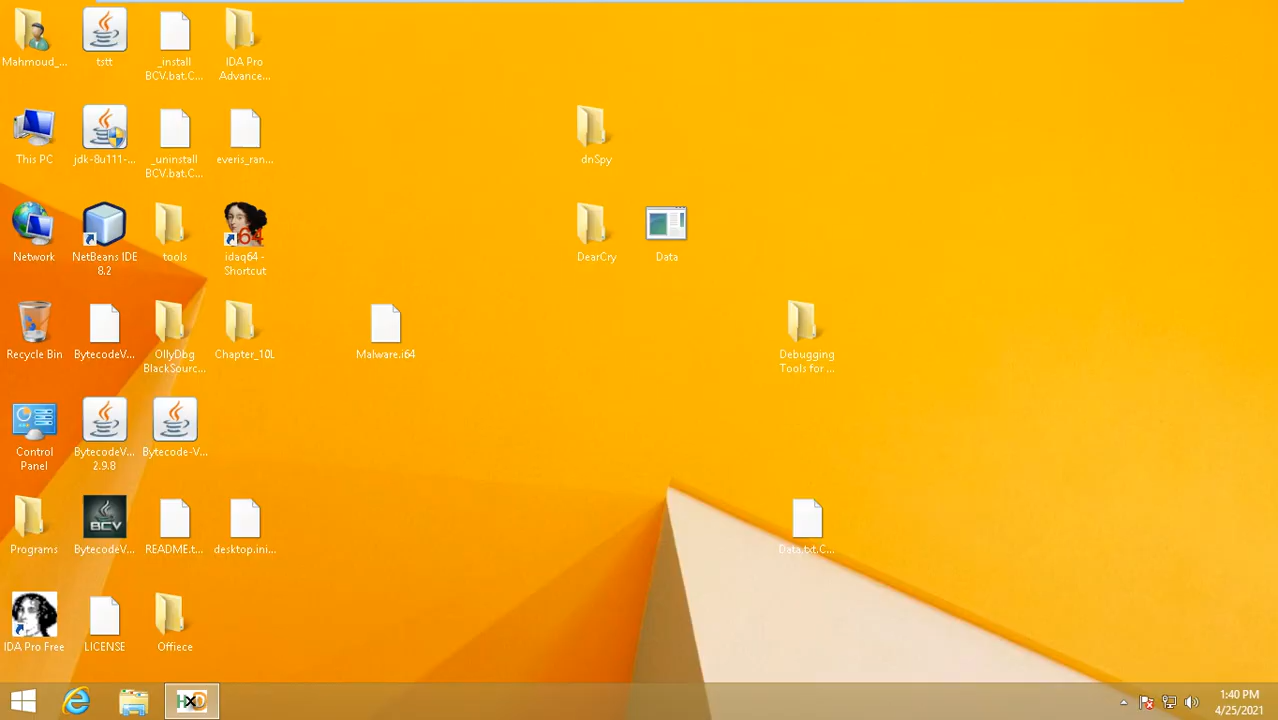 Mahmoud_...
tstt
_install
BCV.bat.C...
IDA Pro
Advance...
This PC
jdk-8u111-...
_uninstall
BCV.bat.C...
everis_ran...
dnSpy
Network
NetBeans IDE
8.2
tools
64
idaq64 -
Shortcut
DearCry
Data
Recycle Bin
BytecodeV...
OllyDbg
BlackSourc...
Chapter_10L
Malware.i64
Debugging
Tools for ...
Control
Panel
BytecodeV...
2.9.8
Bytecode-V...
Programs
BCV
BytecodeV...
README.t...
desktop.ini...
Data.txt.C...
IDA Pro Free
LICENSE
Offiece
HxD
1:40 PM
4/25/2021